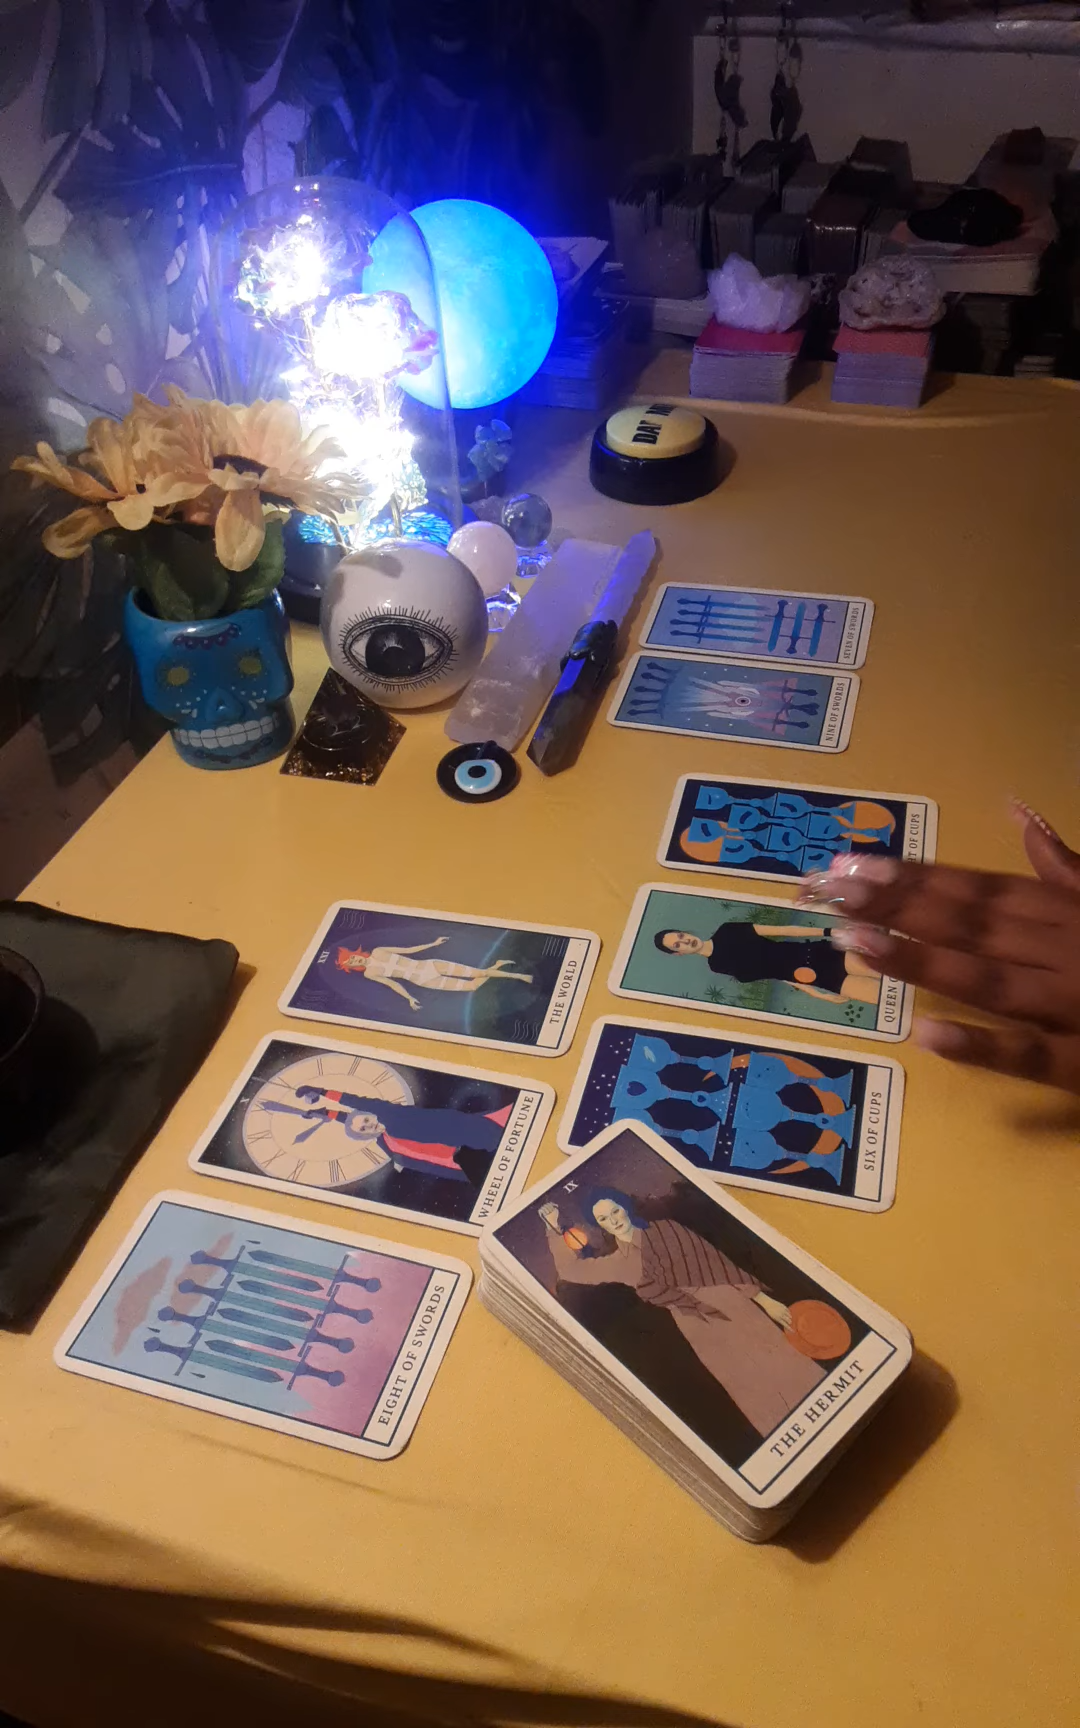 SEVEN OF SWORDS
NINE OF SWORDS
OF CUPS
XXI
THE WORLD
QUEEN
X
WHEEL OF FORTUNE
SIX OF CUPS
IX
THE HERMIT
EIGHT OF SWORDS